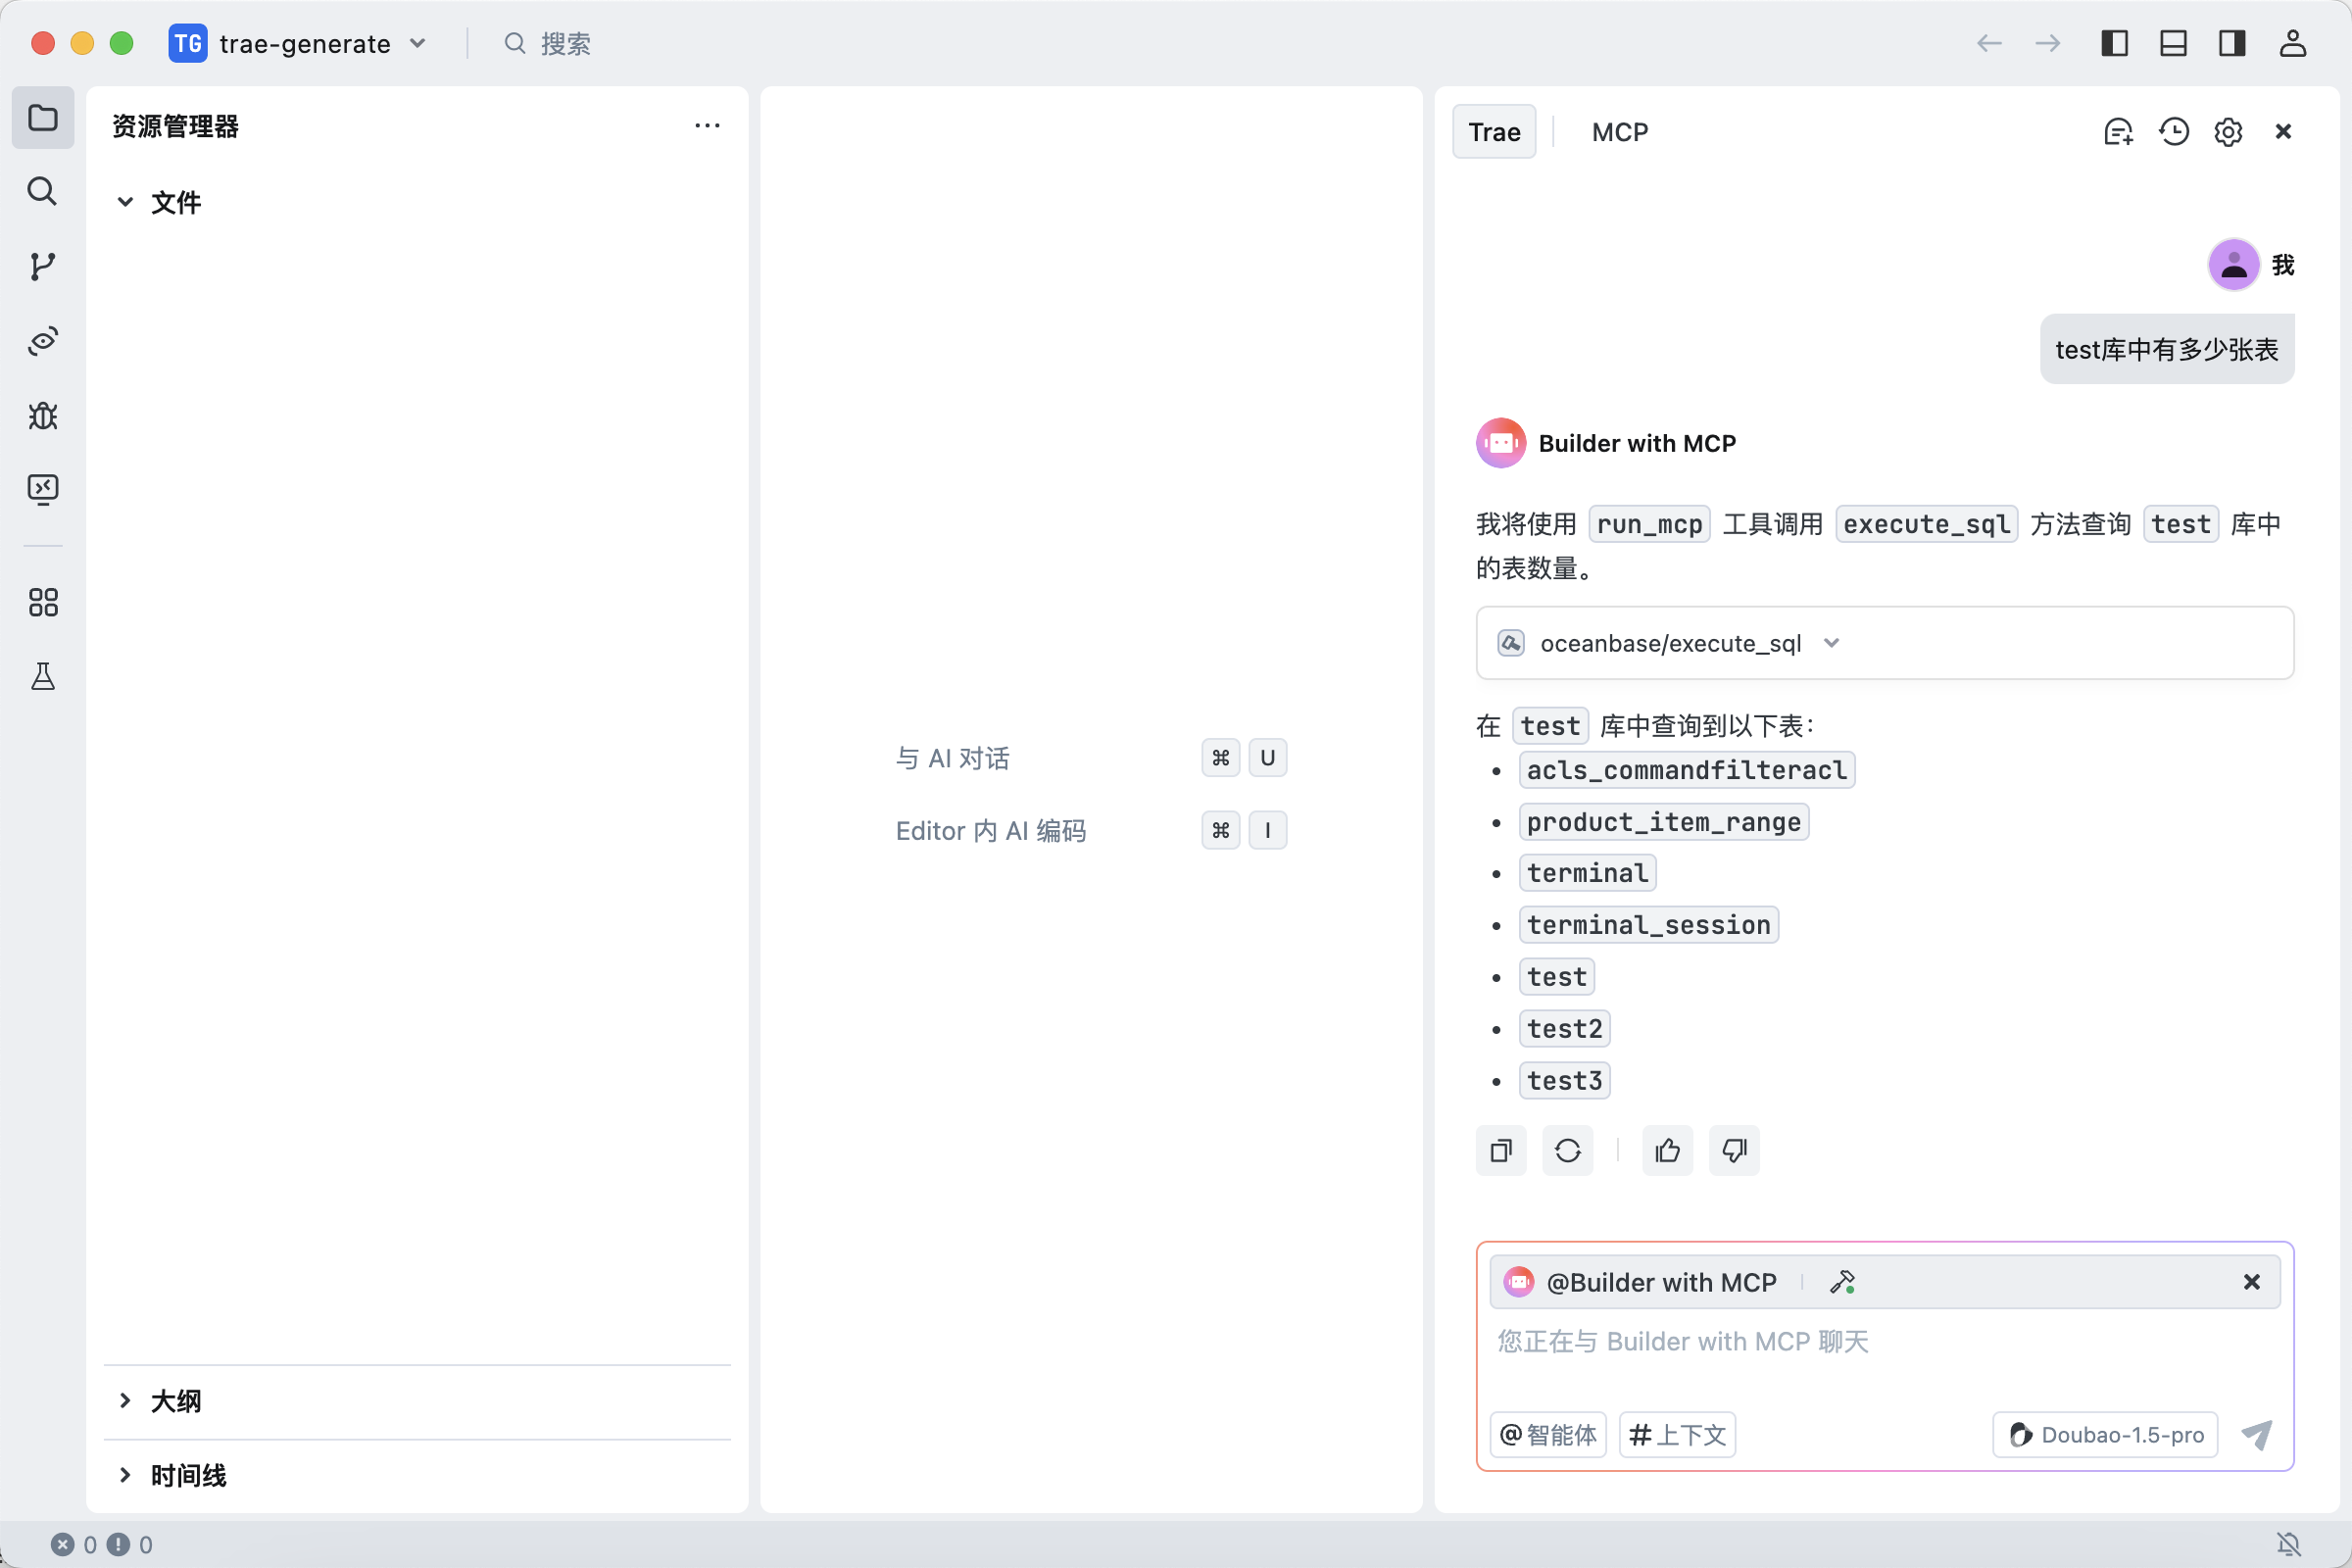 TG trae-generate
搜索
资源管理器
文件
大纲
时间线
与 AI 对话 ⌘ U
Editor 内 AI 编码 ⌘ I
Trae MCP
我
test库中有多少张表
Builder with MCP
我将使用 run_mcp 工具调用 execute_sql 方法查询 test 库中
的表数量。
oceanbase/execute_sql
在 test 库中查询到以下表：
• acls_commandfilteracl
• product_item_range
• terminal
• terminal_session
• test
• test2
• test3
@Builder with MCP
您正在与 Builder with MCP 聊天
@ 智能体 # 上下文 Doubao-1.5-pro
0 0